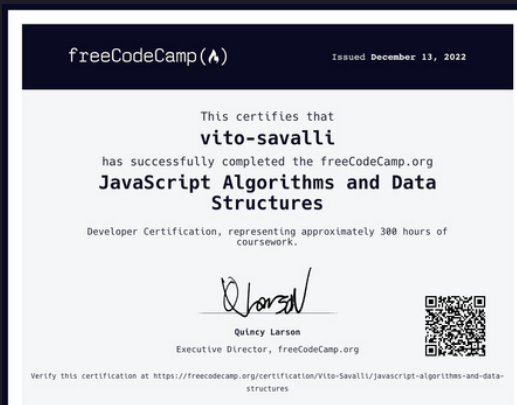 freeCodeCamp(🔥)
Issued December 13, 2022
This certifies that
vito-savalli
has successfully completed the freeCodeCamp.org
JavaScript Algorithms and Data
Structures
Developer Certification, representing approximately 300 hours of
coursework.
Quincy Larson
Executive Director, freeCodeCamp.org
Verify this certification at https://freecodecamp.org/certification/Vito-Savalli/javascript-algorithms-and-data-
structures